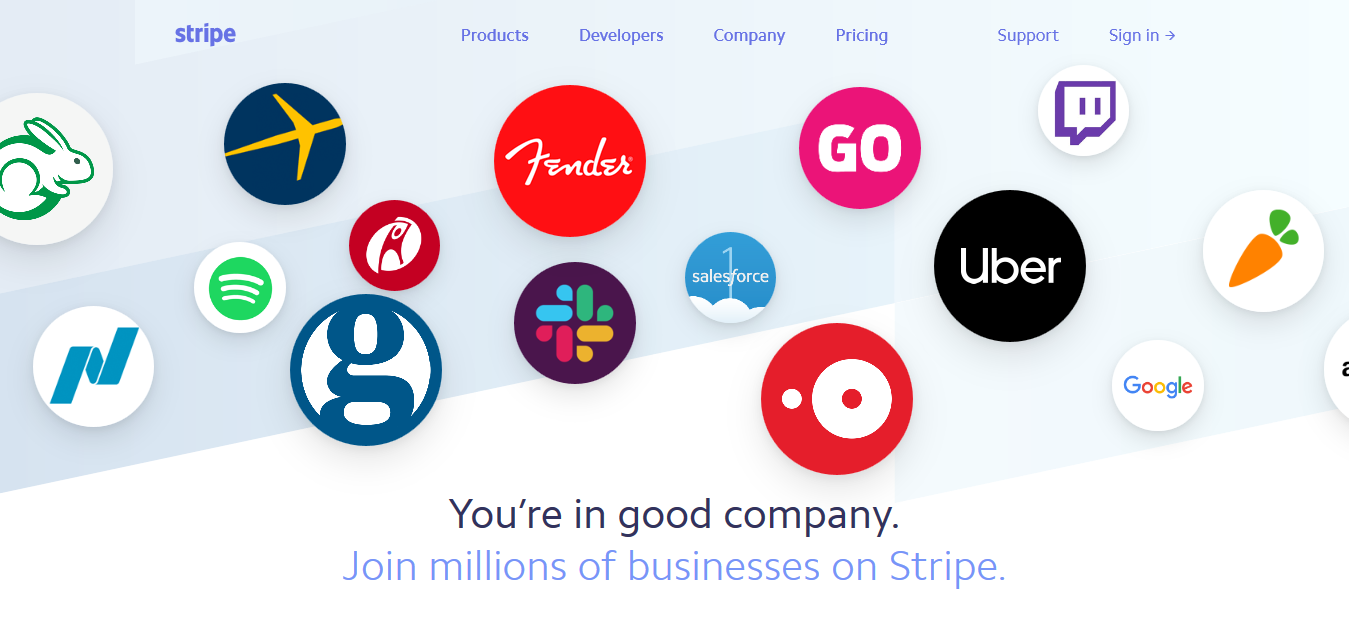 stripe
Products Developers Company Pricing Support Sign in →
Fender
GO
salesforce
1
Uber
g
Google
a
You’re in good company.
Join millions of businesses on Stripe.